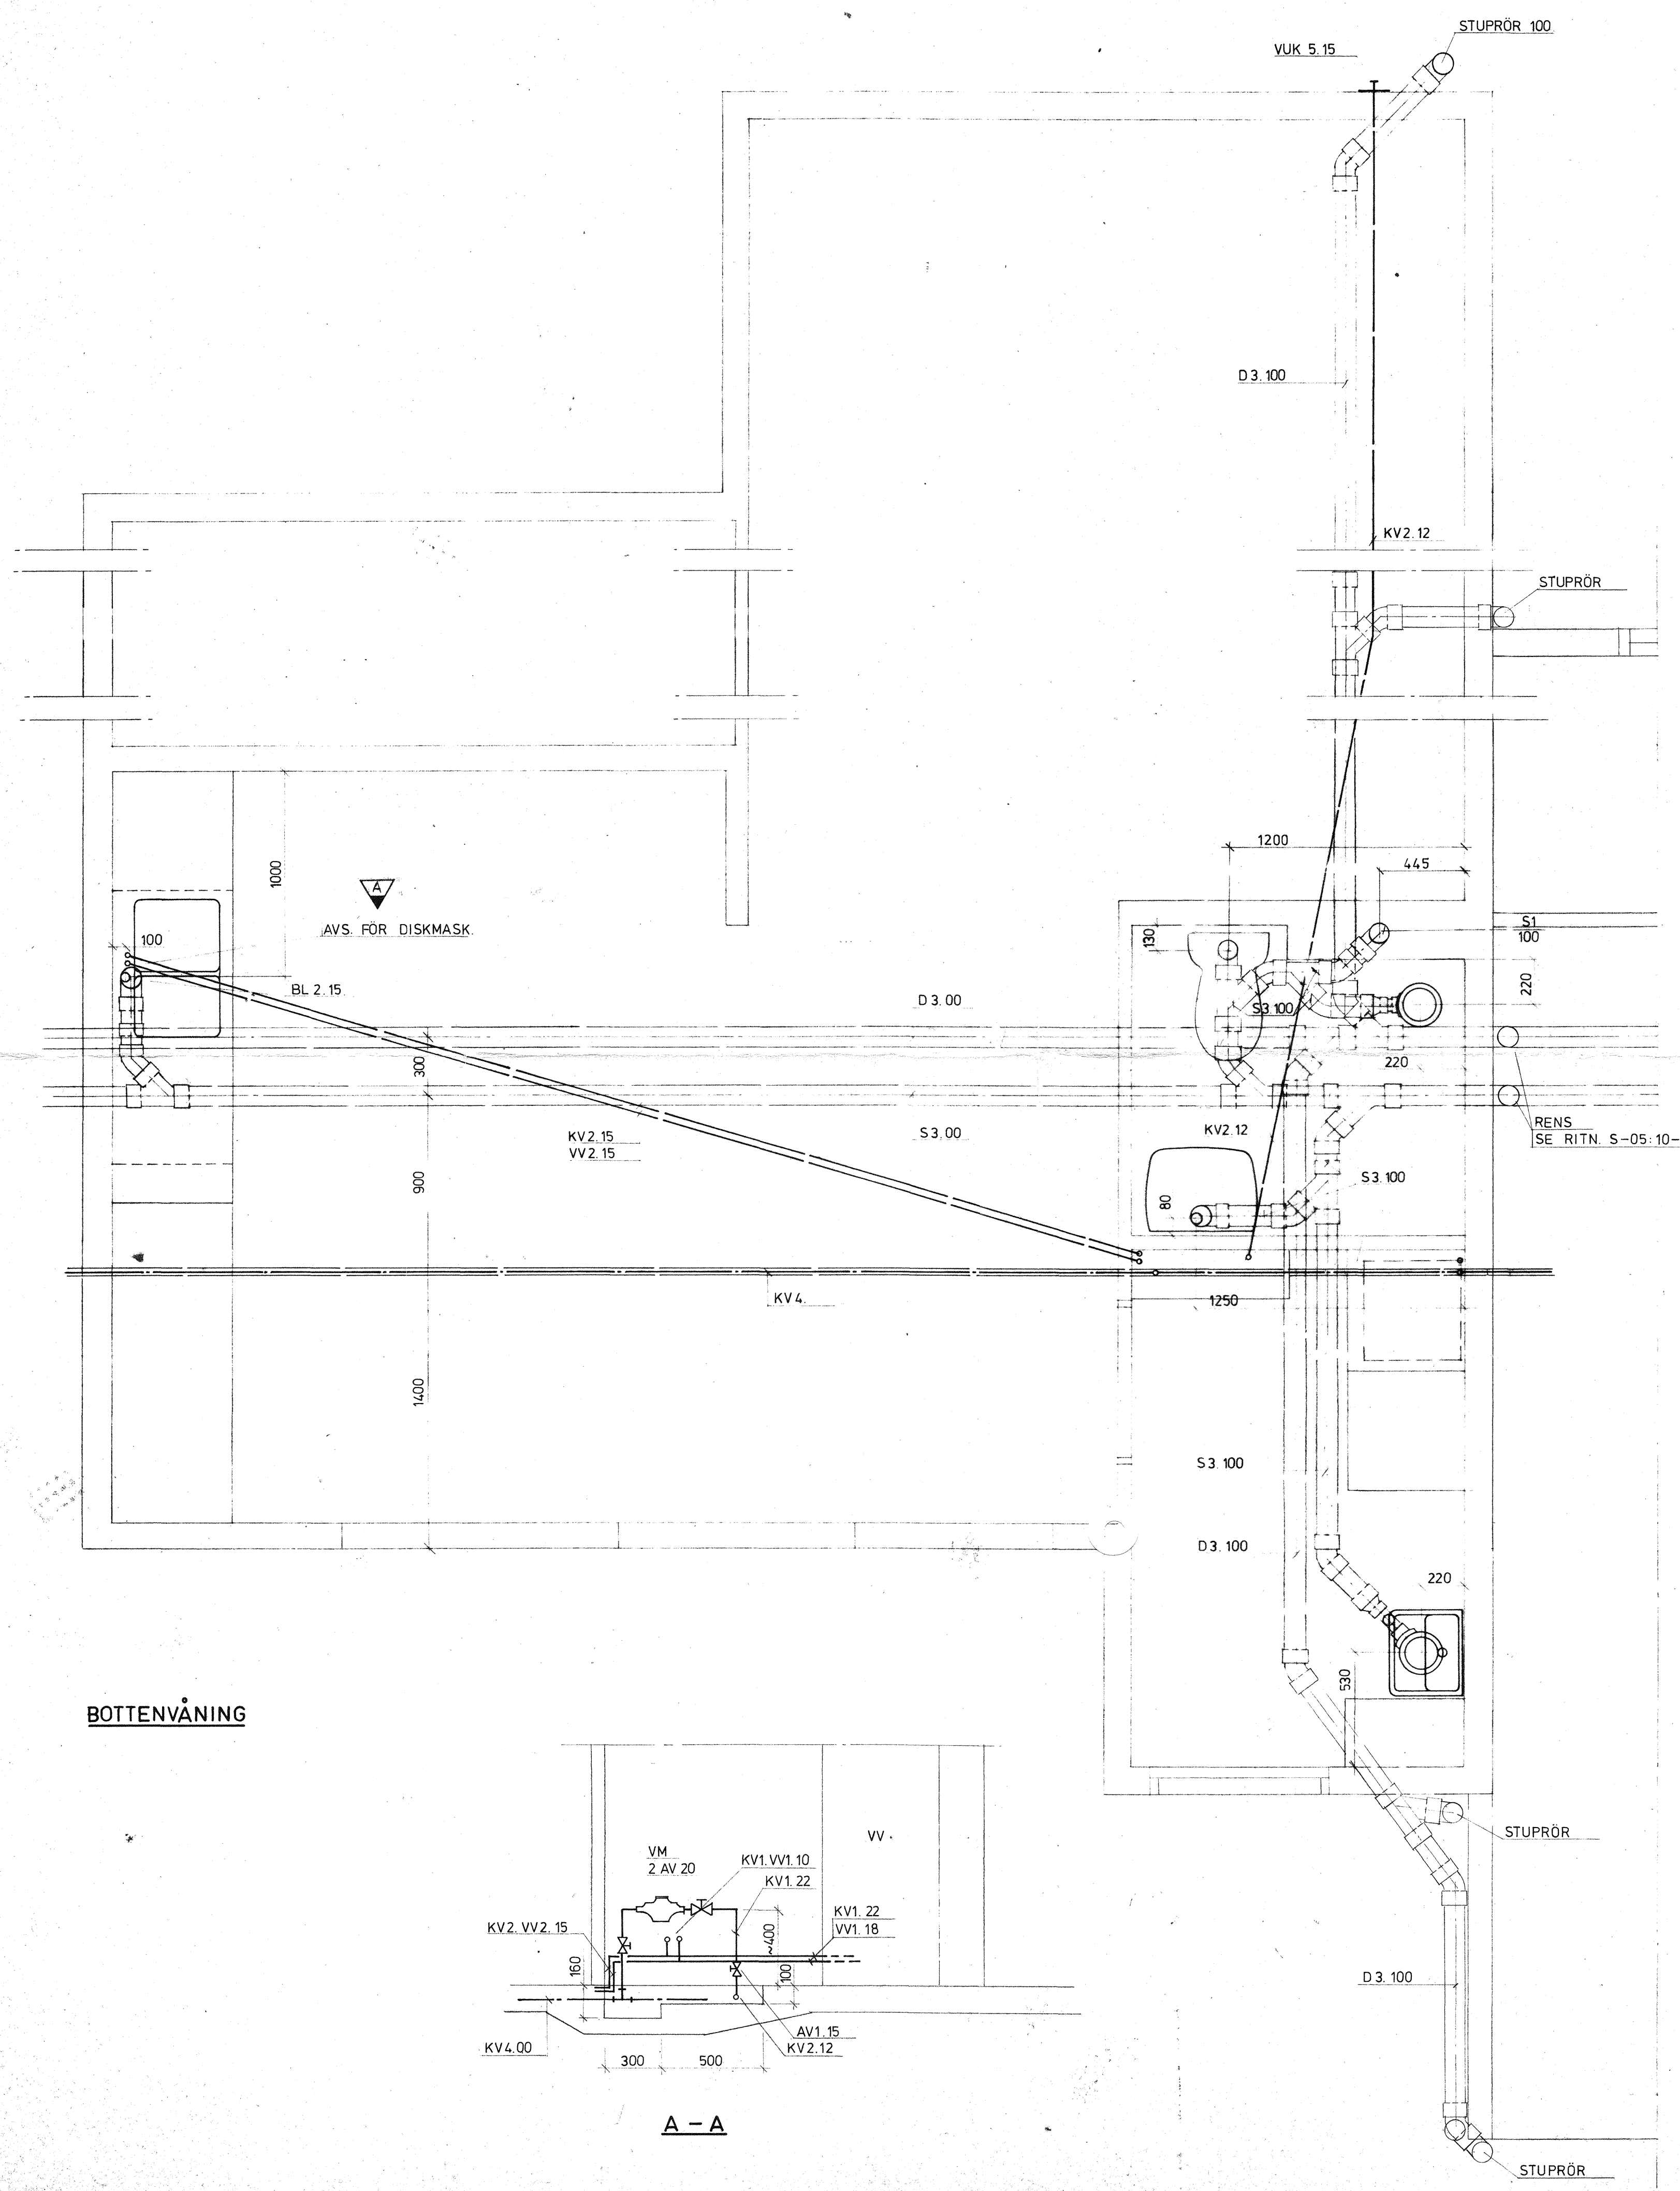 STUPRÖR 100
VUK 5.15
D 3.100
KV2.12
STUPRÖR
1200
445
1000
A
AVS. FÖR DISKMASK.
100
130
S1
100
BL 2.15
D 3.00
S3.100
220
300
220
KV2.15
VV2.15
S3.00
KV2.12
RENS
SE RITN. S-05:10-
900
80
S3.100
KV4.
1250
1400
S3.100
D3.100
220
530
BOTTENVÅNING
STUPRÖR
VV.
VM
2 AV 20
KV1.VV1.10
KV1.22
KV2. VV2.15
KV1.22
VV1.18
~400
160
100
D3.100
AV1.15
KV2.12
KV4.00
300
500
A - A
STUPRÖR